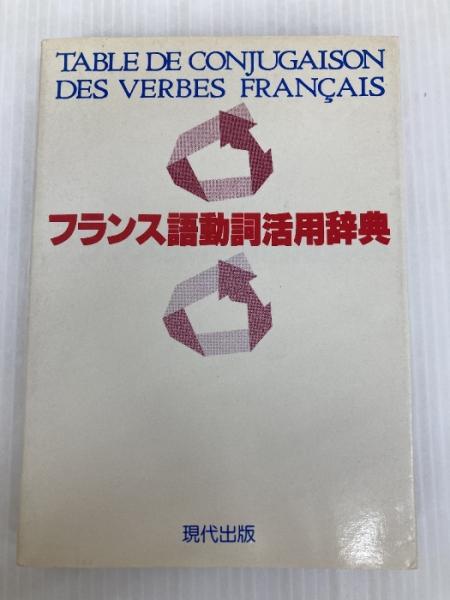 TABLE DE CONJUGAISON
DES VERBES FRANÇAIS
フランス語動詞活用辞典
現代出版